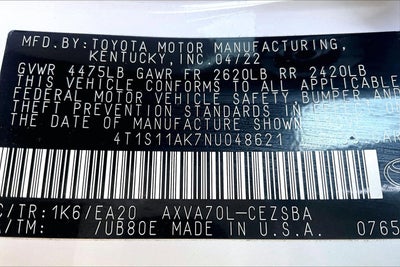 MFD.BY:TOYOTA MOTOR MANUFACTURING,
KENTUCKY,INC.04/22
GVWR 4475LB GAWR FR 2620LB RR 2420LB
THIS VEHICLE CONFORMS TO ALL APPLICABLE
FEDERAL MOTOR VEHICLE SAFETY, BUMPER AND
THEFT PREVENTION STANDARDS IN
THE DATE OF MANUFACTURE
4T1S11AK7NU048621
C/TR:1K6/EA20 AXVA70L-CEZSBA
A/TM: /UB80E MADE IN U.S.A. 0765